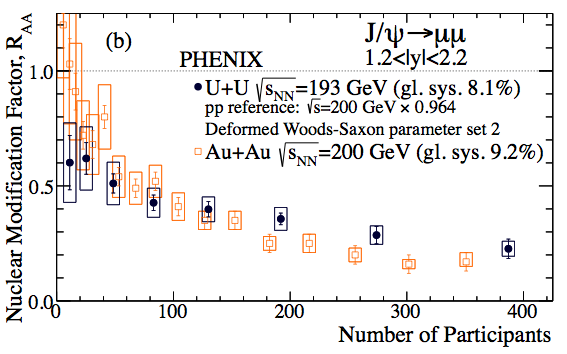 (b)
J/ψ→μμ
PHENIX
1.2<|y|<2.2
U+U √sNN=193 GeV (gl. sys. 8.1%)
pp reference: √s=200 GeV × 0.964
Deformed Woods-Saxon parameter set 2
Au+Au √sNN=200 GeV (gl. sys. 9.2%)
Nuclear Modification Factor, RAA
1.0
0.5
0.0
0
100
200
300
400
Number of Participants